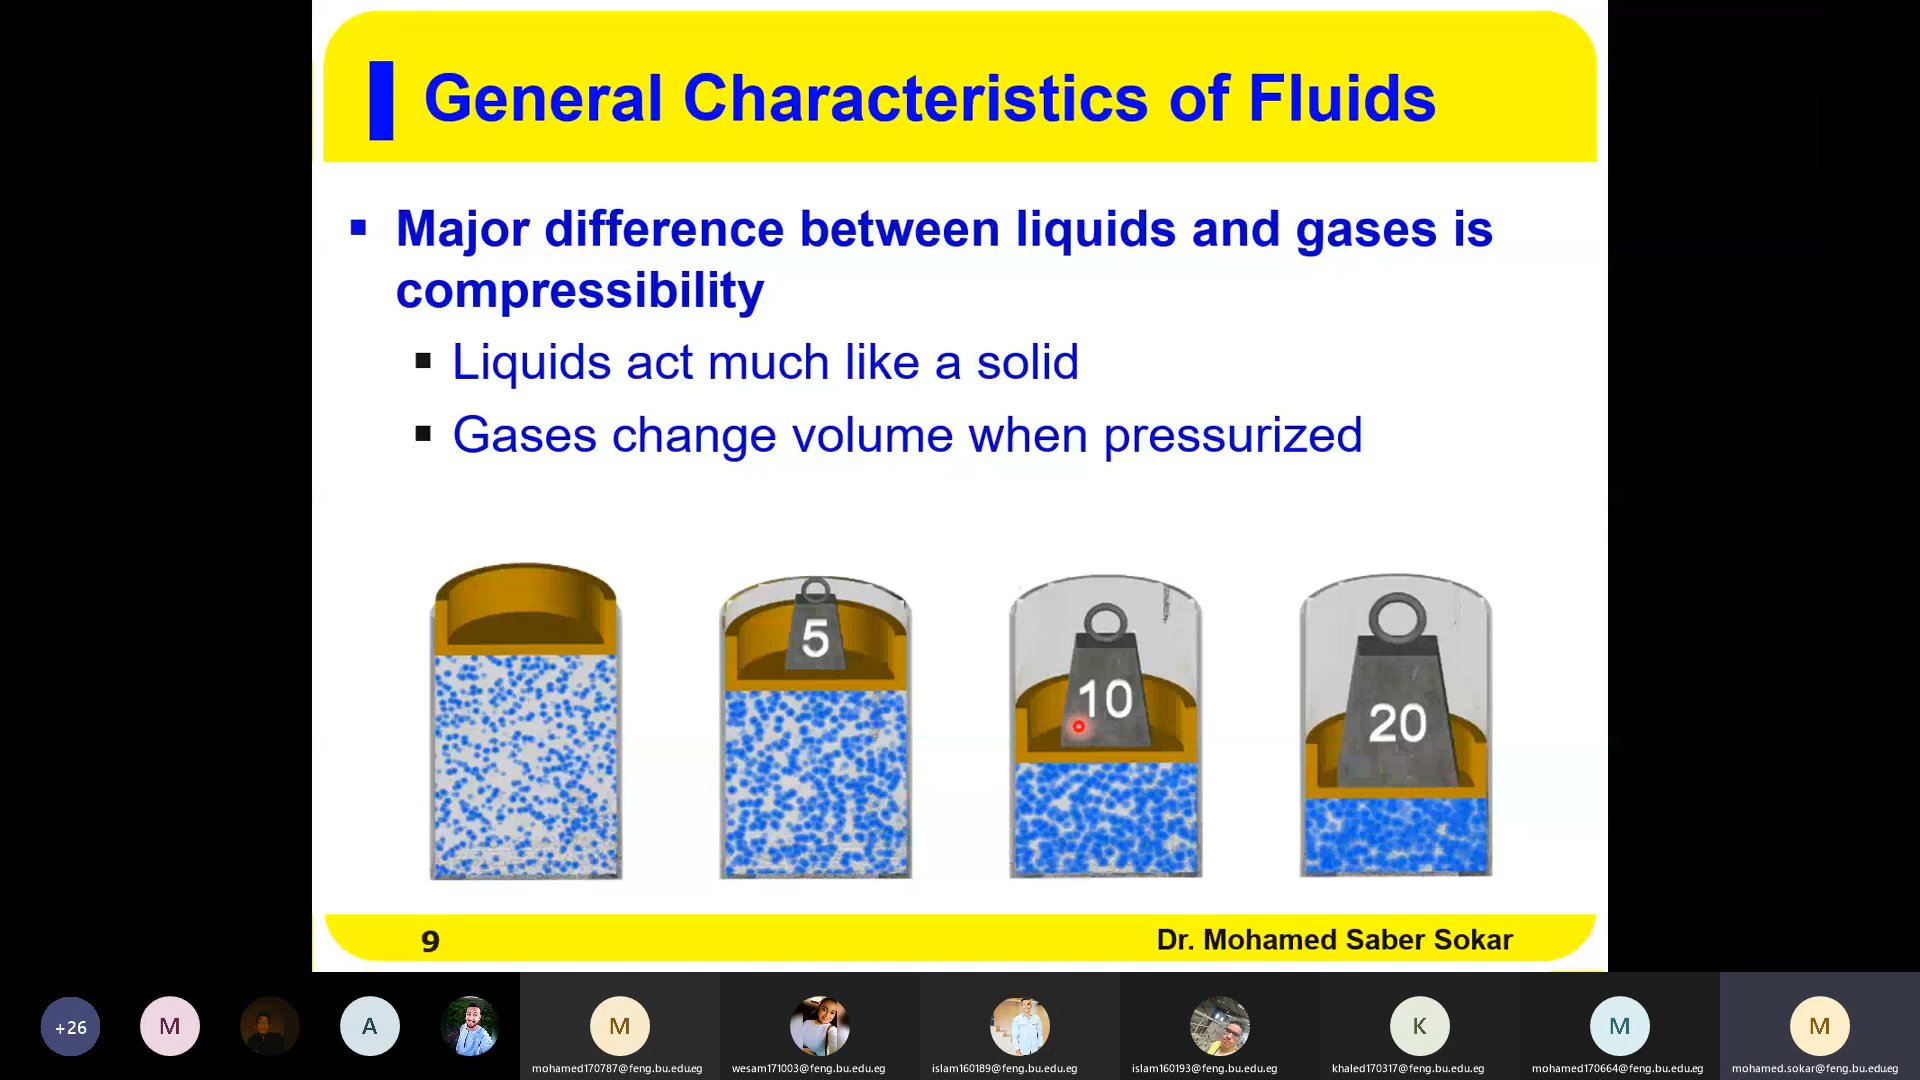 General Characteristics of Fluids
Major difference between liquids and gases is
compressibility
Liquids act much like a solid
Gases change volume when pressurized
5
10
20
9
Dr. Mohamed Saber Sokar
+26
M
A
M
K
M
M
mohamed170787@feng.bu.edu.eg
wesam171003@feng.bu.edu.eg
islam160189@feng.bu.edu.eg
islam160193@feng.bu.edu.eg
khaled170317@feng.bu.edu.eg
mohamed170664@feng.bu.edu.eg
mohamed.sokar@feng.bu.edu.eg